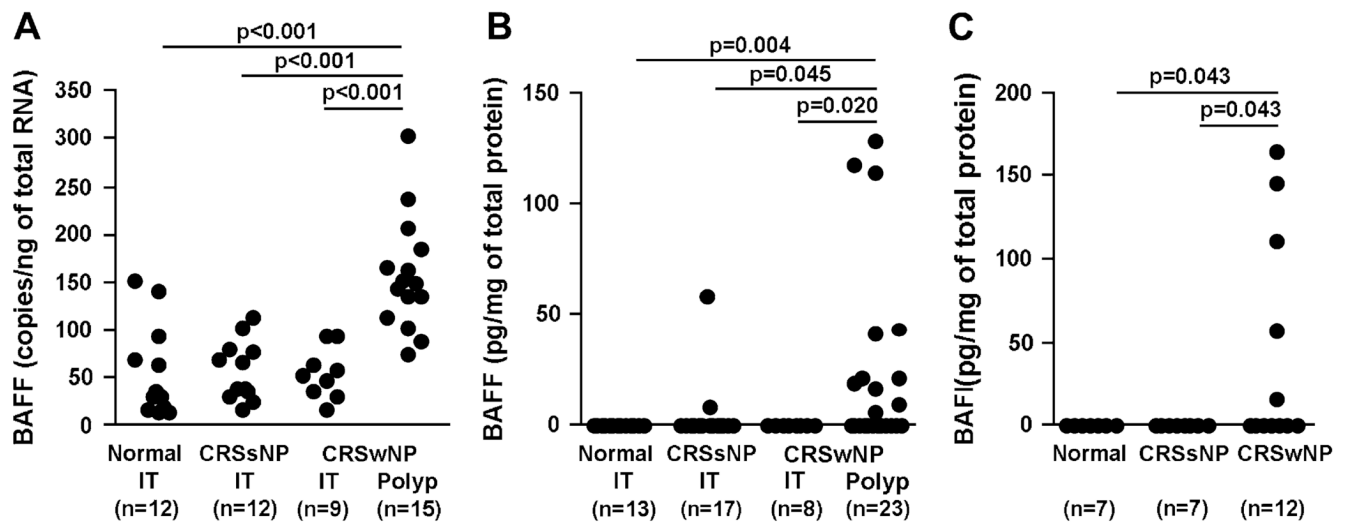 A
BAFF (copies/ng of total RNA)
p<0.001
p<0.001
p<0.001
350
300
250
200
150
100
50
0
Normal CRSsNP CRSwNP
IT IT IT Polyp
(n=12) (n=12) (n=9) (n=15)
B
BAFF (pg/mg of total protein)
p=0.004
p=0.045
p=0.020
150
100
50
0
Normal CRSsNP CRSwNP
IT IT IT Polyp
(n=13) (n=17) (n=8) (n=23)
C
BAFl(pg/mg of total protein)
p=0.043
p=0.043
200
150
100
50
0
Normal CRSsNP CRSwNP
(n=7) (n=7) (n=12)